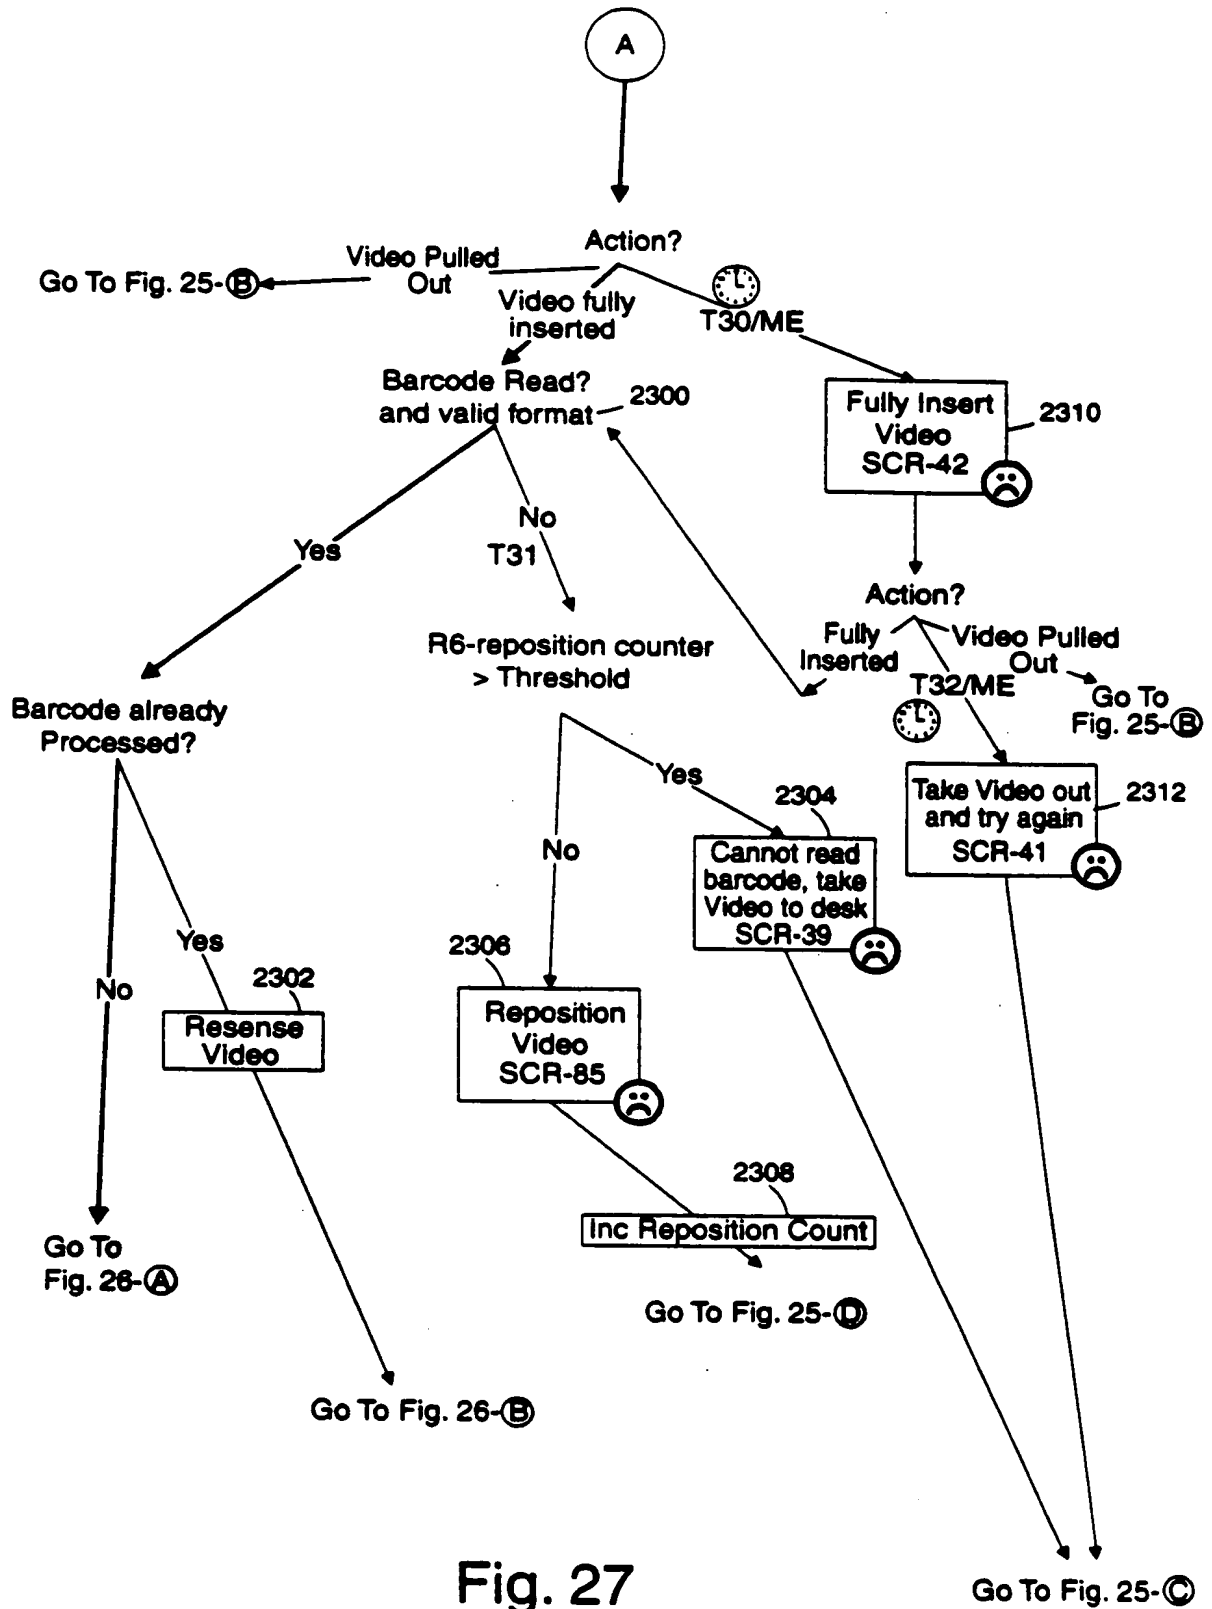 A
Action?
Video Pulled
Out
Go To Fig. 25-B
Video fully
inserted
T30/ME
Barcode Read?
and valid format
2300
Fully Insert
Video
SCR-42
2310
No
T31
Yes
Action?
Fully
Inserted
Video Pulled
Out
T32/ME
Go To
Fig. 25-B
R6-reposition counter
> Threshold
Barcode already
Processed?
Yes
2304
Take Video out
and try again
SCR-41
2312
No
Cannot read
barcode, take
Video to desk
SCR-39
Yes
2306
No
2302
Resense
Video
Reposition
Video
SCR-85
2308
Inc Reposition Count
Go To
Fig. 26-A
Go To Fig. 25-D
Go To Fig. 26-B
Fig. 27
Go To Fig. 25-C